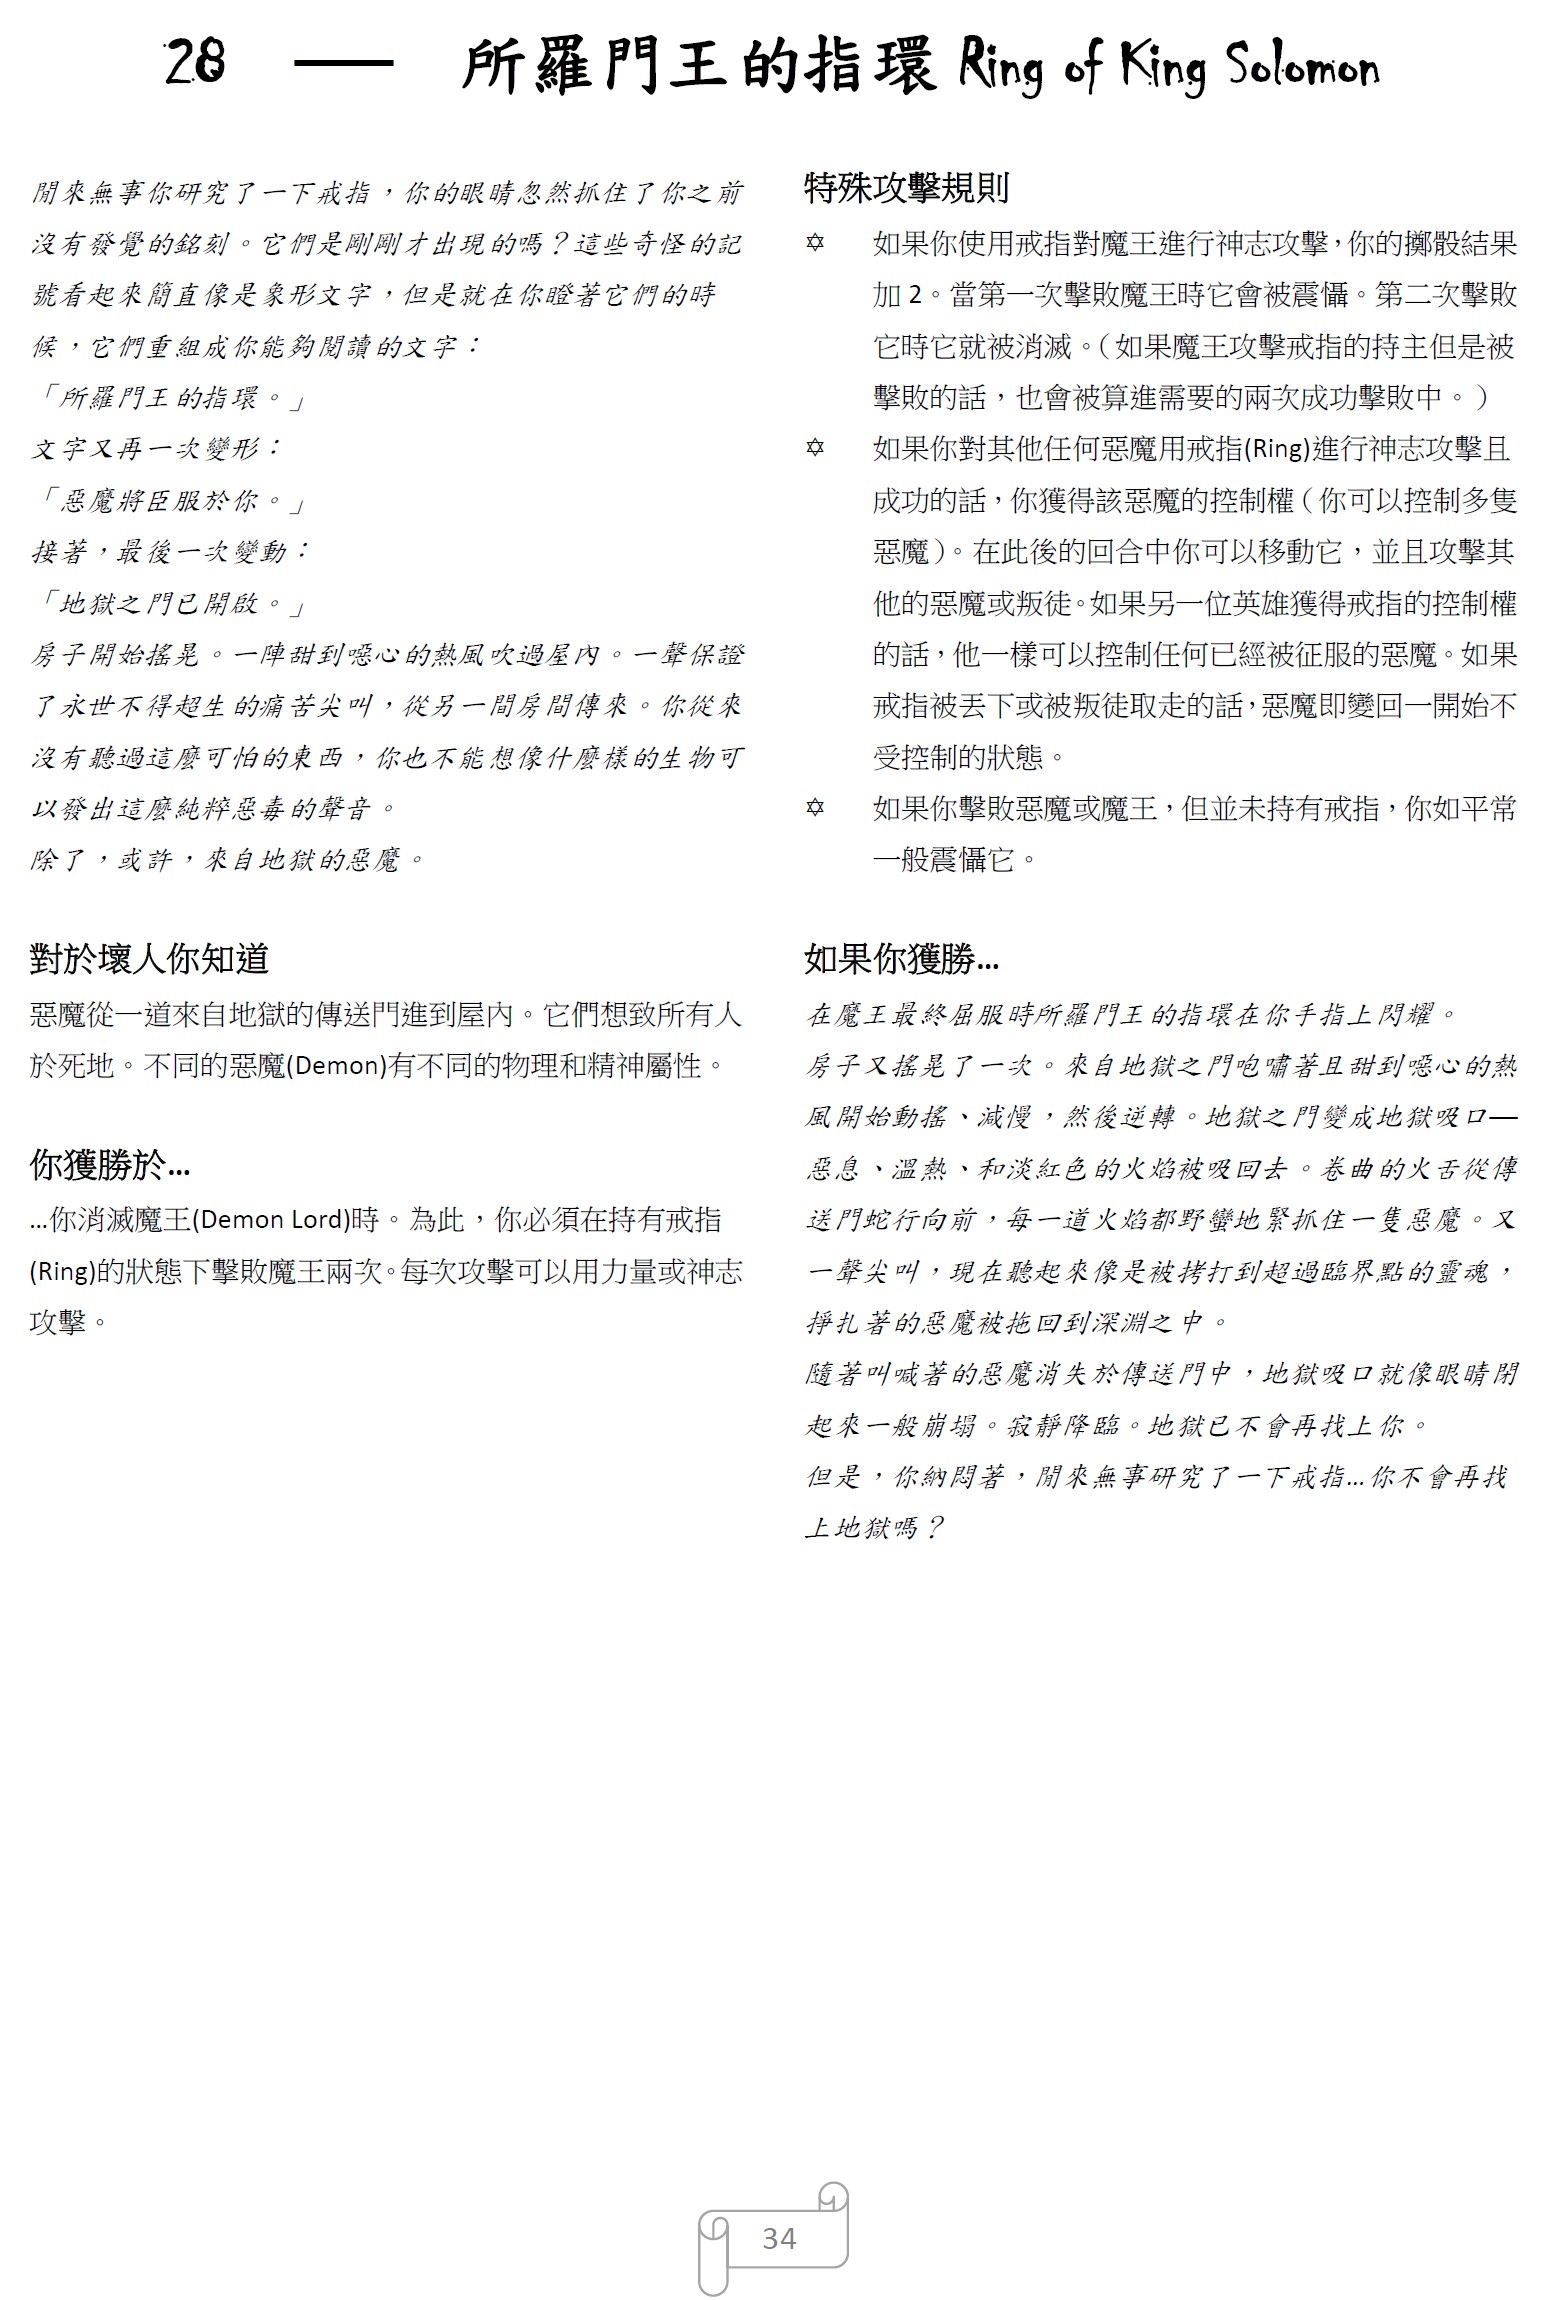 28 — 所羅門王的指環 Ring of King Solomon
閒來無事你研究了一下戒指，你的眼睛忽然抓住了你之前
沒有發覺的銘刻。它們是剛剛才出現的嗎？這些奇怪的記
號看起來簡直像是象形文字，但是就在你瞪著它們的時
候，它們重組成你能夠閱讀的文字：
「所羅門王的指環。」
文字又再一次變形：
「惡魔將臣服於你。」
接著，最後一次變動：
「地獄之門已開啟。」
房子開始搖晃。一陣甜到噁心的熱風吹過屋內。一聲保證
了永世不得超生的痛苦尖叫，從另一間房間傳來。你從來
沒有聽過這麼可怕的東西，你也不能想像什麼樣的生物可
以發出這麼純粹惡毒的聲音。
除了，或許，來自地獄的惡魔。
對於壞人你知道
惡魔從一道來自地獄的傳送門進到屋內。它們想致所有人
於死地。不同的惡魔(Demon)有不同的物理和精神屬性。
你獲勝於…
…你消滅魔王(Demon Lord)時。為此，你必須在持有戒指
(Ring)的狀態下擊敗魔王兩次。每次攻擊可以用力量或神志
攻擊。
特殊攻擊規則
✡ 如果你使用戒指對魔王進行神志攻擊，你的擲骰結果
加 2。當第一次擊敗魔王時它會被震懾。第二次擊敗
它時它就被消滅。（如果魔王攻擊戒指的持主但是被
擊敗的話，也會被算進需要的兩次成功擊敗中。）
✡ 如果你對其他任何惡魔用戒指(Ring)進行神志攻擊且
成功的話，你獲得該惡魔的控制權（你可以控制多隻
惡魔）。在此後的回合中你可以移動它，並且攻擊其
他的惡魔或叛徒。如果另一位英雄獲得戒指的控制權
的話，他一樣可以控制任何已經被征服的惡魔。如果
戒指被丟下或被叛徒取走的話，惡魔即變回一開始不
受控制的狀態。
✡ 如果你擊敗惡魔或魔王，但並未持有戒指，你如平常
一般震懾它。
如果你獲勝…
在魔王最終屈服時所羅門王的指環在你手指上閃耀。
房子又搖晃了一次。來自地獄之門咆嘯著且甜到噁心的熱
風開始動搖、減慢，然後逆轉。地獄之門變成地獄吸口—
惡息、溫熱、和淡紅色的火焰被吸回去。卷曲的火舌從傳
送門蛇行向前，每一道火焰都野蠻地緊抓住一隻惡魔。又
一聲尖叫，現在聽起來像是被拷打到超過臨界點的靈魂，
掙扎著的惡魔被拖回到深淵之中。
隨著叫喊著的惡魔消失於傳送門中，地獄吸口就像眼睛閉
起來一般崩塌。寂靜降臨。地獄已不會再找上你。
但是，你納悶著，閒來無事研究了一下戒指…你不會再找
上地獄嗎？
34